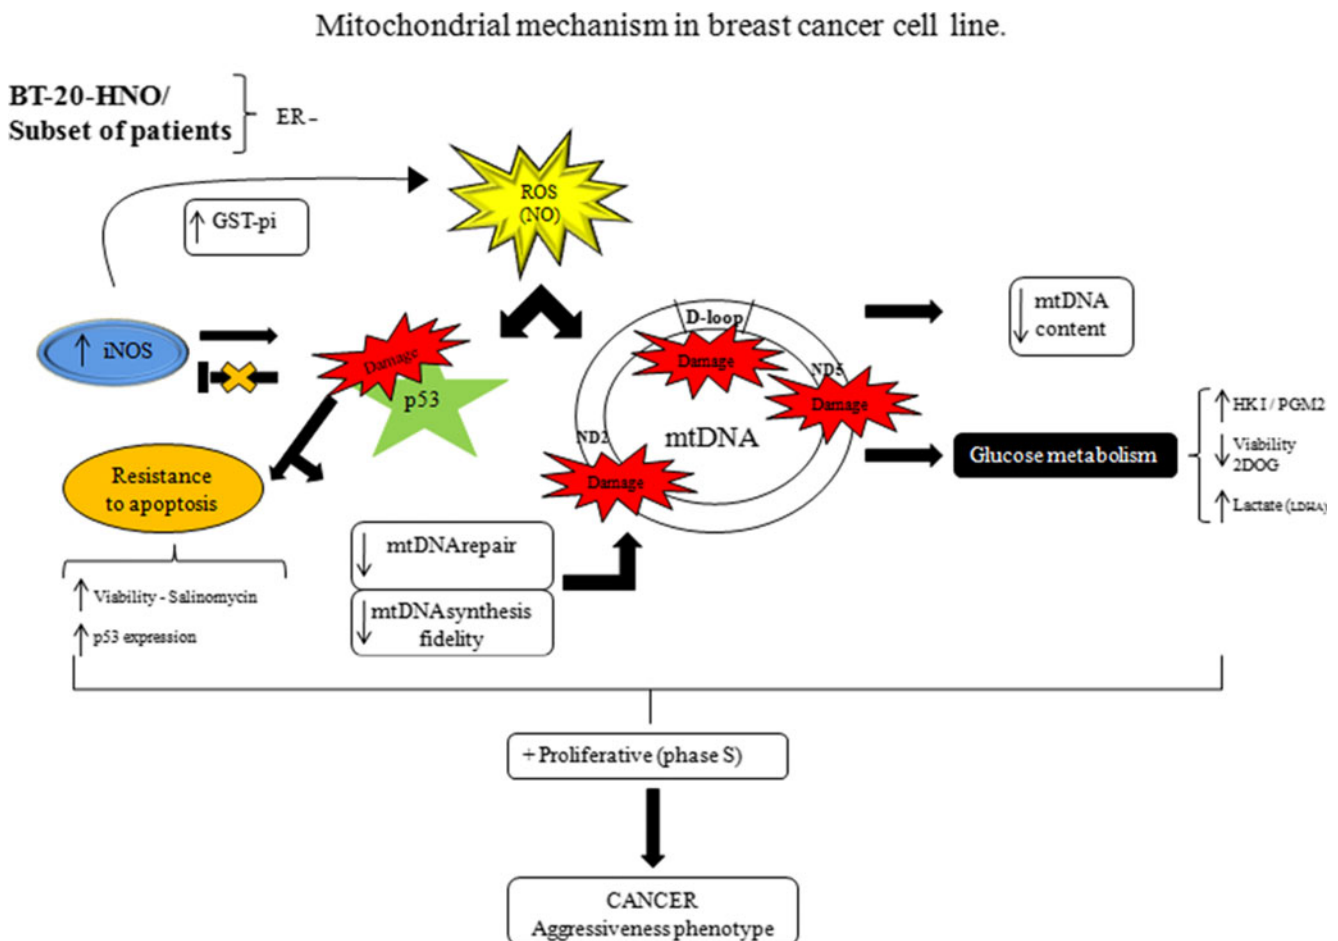 Mitochondrial mechanism in breast cancer cell line.
BT-20-HNO/
Subset of patients
ER-
ROS
(NO)
↑ GST-pi
↑ iNOS
Damage
p53
D-loop
Damage
ND5
Damage
mtDNA
ND2
Damage
↓ mtDNA
content
Glucose metabolism
↑ HK I / PGM2
↓ Viability
2DOG
↑ Lactate (LDHA)
Resistance
to apoptosis
↑ Viability - Salinomycin
↑ p53 expression
↓ mtDNArepair
↓ mtDNAsynthesis
fidelity
+ Proliferative (phase S)
CANCER
Aggressiveness phenotype